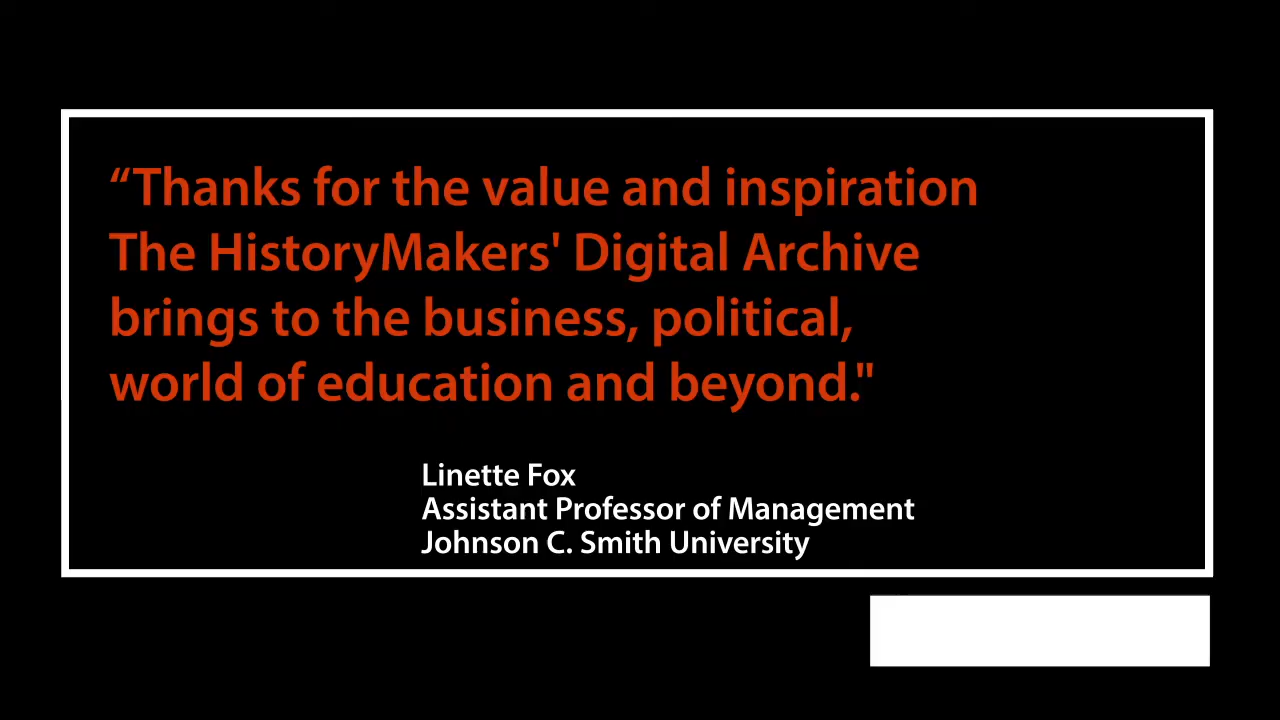 “Thanks for the value and inspiration
The HistoryMakers' Digital Archive
brings to the business, political,
world of education and beyond."
Linette Fox
Assistant Professor of Management
Johnson C. Smith University